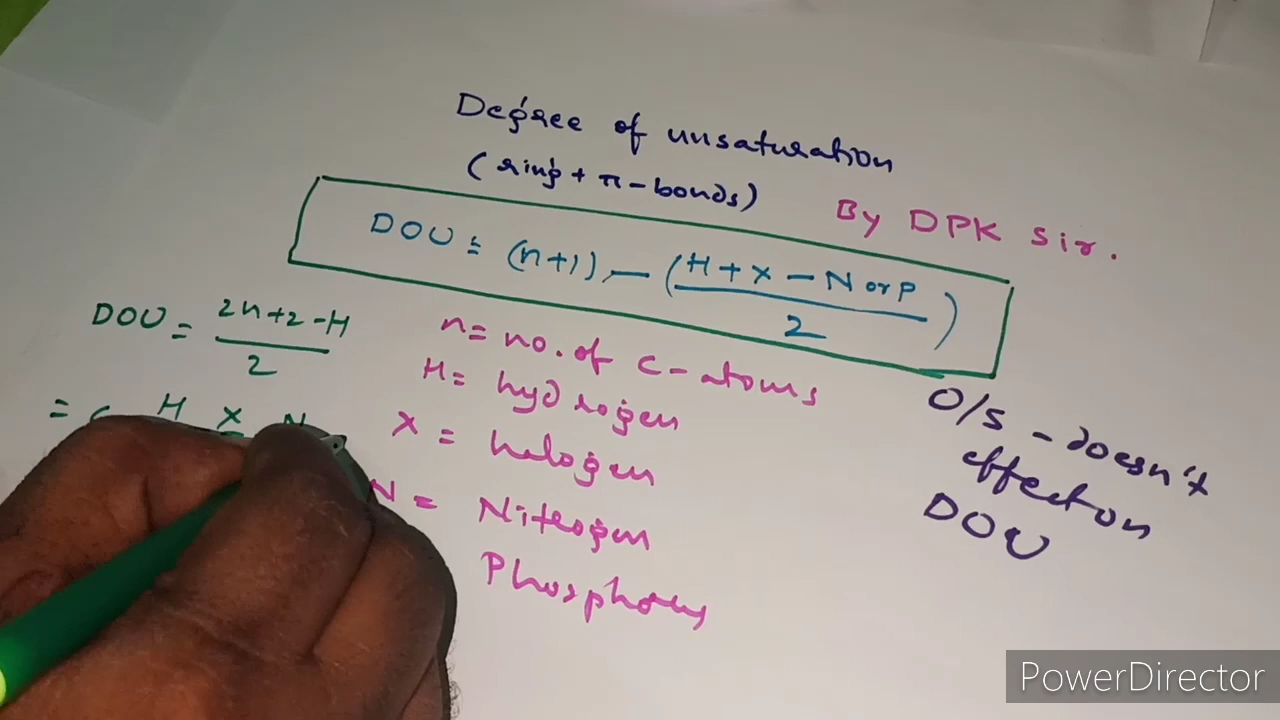 Degree of unsaturation
(ring + π - bonds)
By DPK Sir.
DOU = (n+1) - (H + X - N or P / 2)
DOU = 2n+2-H / 2
n = no. of C-atoms
H = hydrogen
X = halogen
N = Nitrogen
Phosphorus
O/S - doesn't
effect on
DOU
= C H X N
PowerDirector